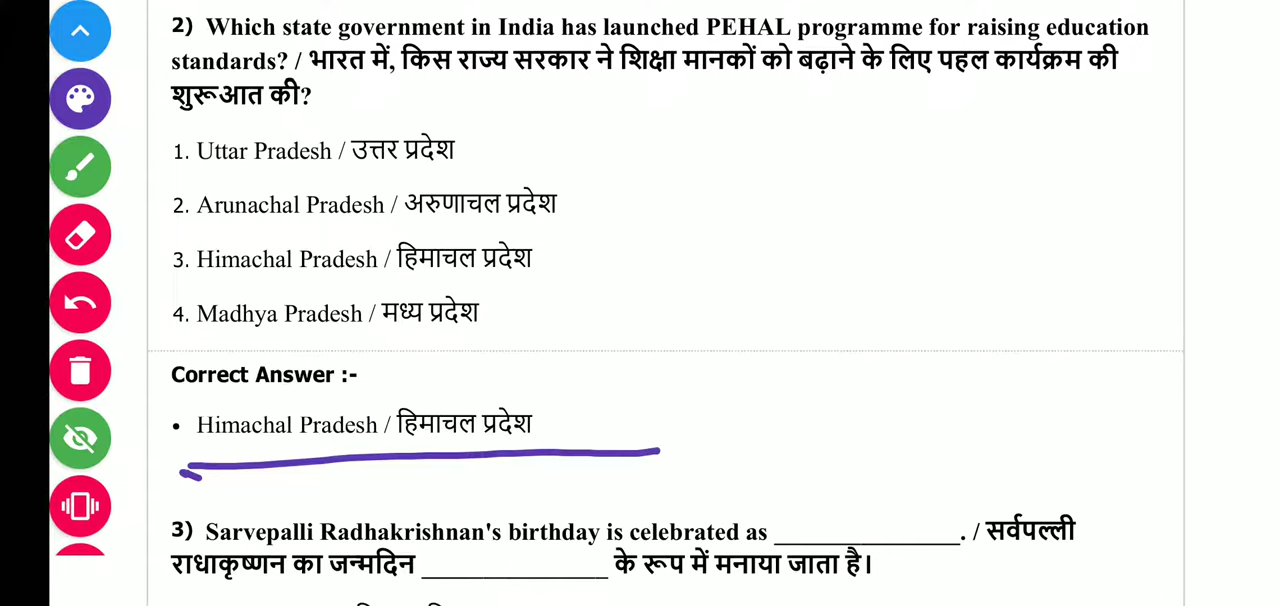 2) Which state government in India has launched PEHAL programme for raising education
standards? / भारत में, किस राज्य सरकार ने शिक्षा मानकों को बढ़ाने के लिए पहल कार्यक्रम की
शुरूआत की?
1. Uttar Pradesh / उत्तर प्रदेश
2. Arunachal Pradesh / अरुणाचल प्रदेश
3. Himachal Pradesh / हिमाचल प्रदेश
4. Madhya Pradesh / मध्य प्रदेश
Correct Answer :-
• Himachal Pradesh / हिमाचल प्रदेश
3) Sarvepalli Radhakrishnan's birthday is celebrated as _______________. / सर्वपल्ली
राधाकृष्णन का जन्मदिन _______________ के रूप में मनाया जाता है।